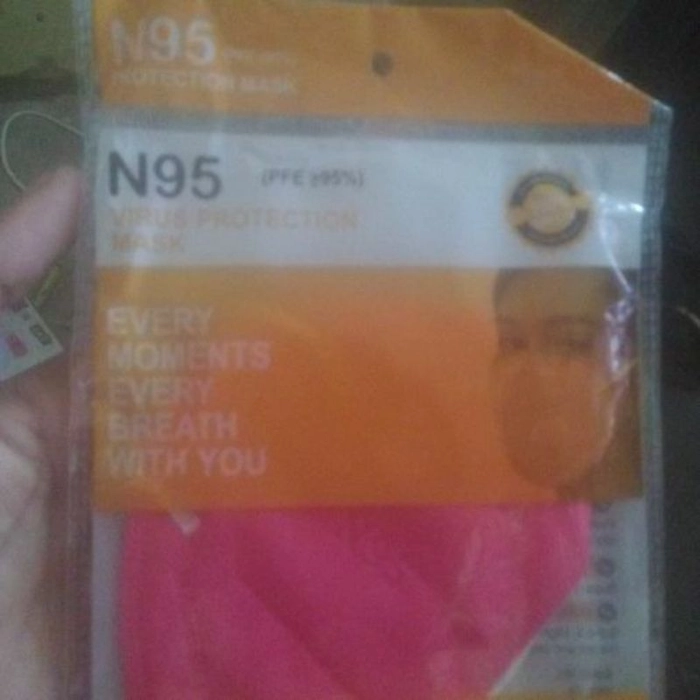 N95
PROTECTION MASK
N95 (PFE ≥95%)
VIRUS PROTECTION
MASK
EVERY
MOMENTS
EVERY
BREATH
WITH YOU